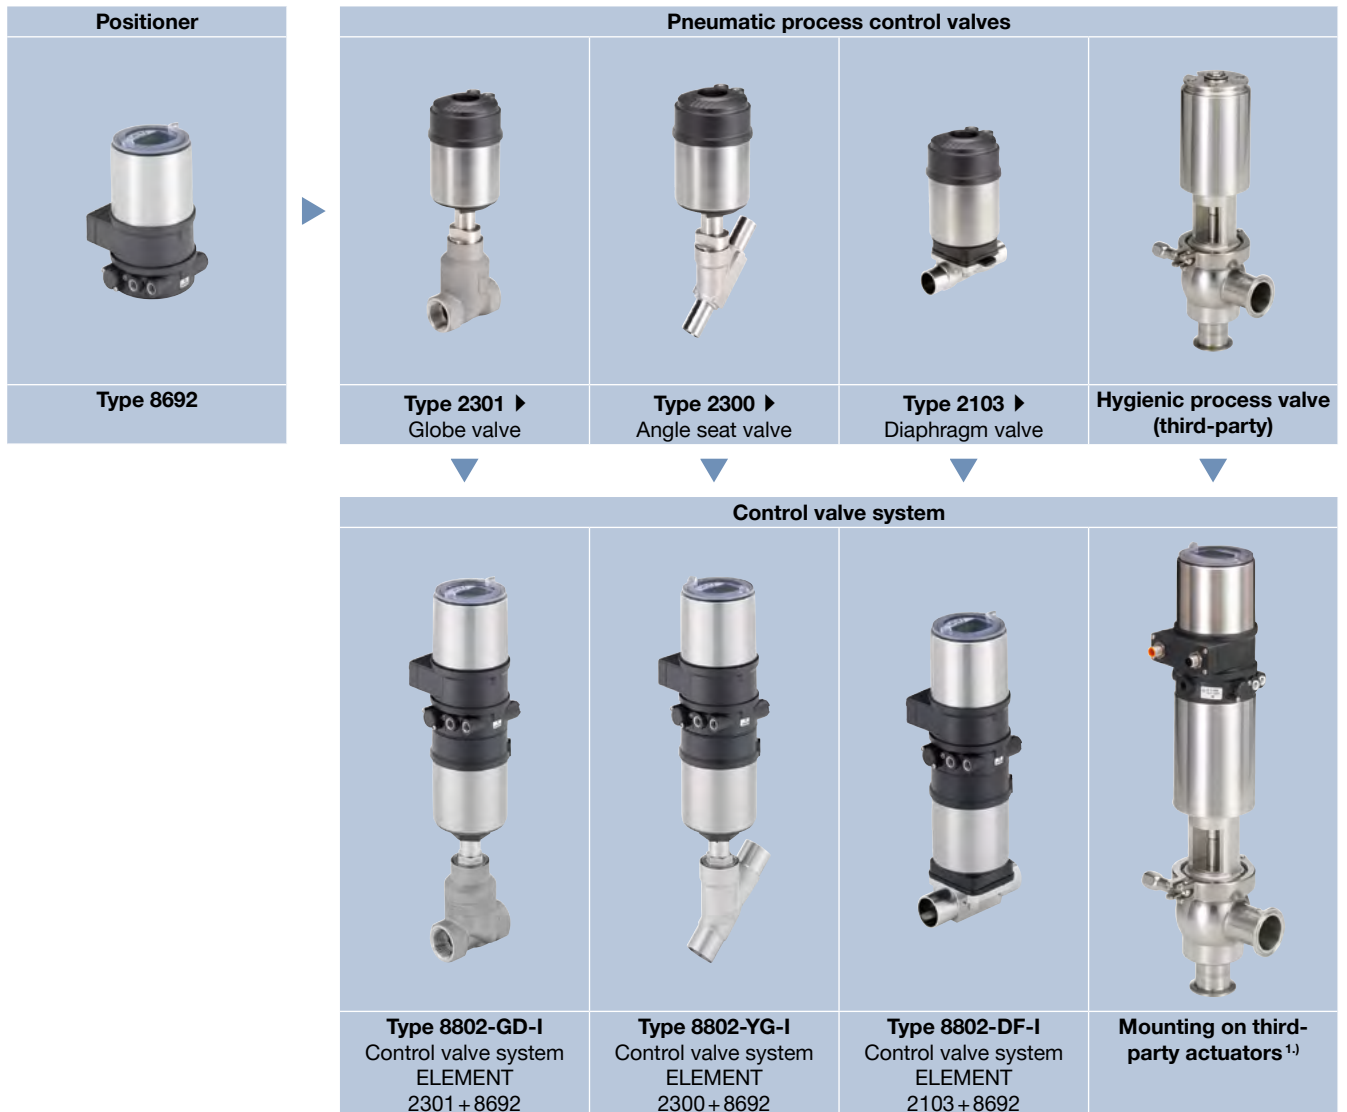 Positioner
Pneumatic process control valves
Type 8692
Type 2301 ▶
Globe valve
Type 2300 ▶
Angle seat valve
Type 2103 ▶
Diaphragm valve
Hygienic process valve
(third-party)
Control valve system
Type 8802-GD-I
Control valve system
ELEMENT
2301 + 8692
Type 8802-YG-I
Control valve system
ELEMENT
2300 + 8692
Type 8802-DF-I
Control valve system
ELEMENT
2103 + 8692
Mounting on third-
party actuators 1.)